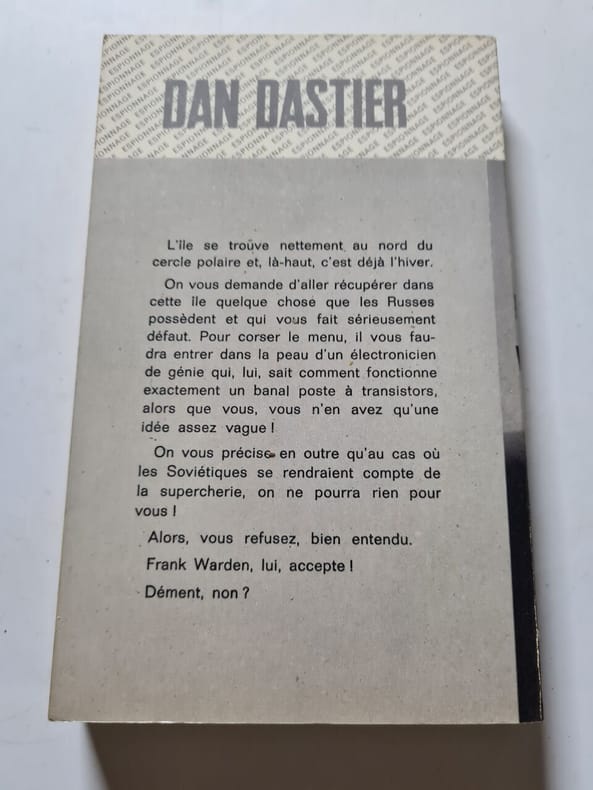 DAN DASTIER
L'île se trouve nettement au nord du
cercle polaire et, là-haut, c'est déjà l'hiver.
On vous demande d'aller récupérer dans
cette île quelque chose que les Russes
possèdent et qui vous fait sérieusement
défaut. Pour corser le menu, il vous fau-
dra entrer dans la peau d'un électronicien
de génie qui, lui, sait comment fonctionne
exactement un banal poste à transistors,
alors que vous, vous n'en avez qu'une
idée assez vague !
On vous précise en outre qu'au cas où
les Soviétiques se rendraient compte de
la supercherie, on ne pourra rien pour
vous !
Alors, vous refusez, bien entendu.
Frank Warden, lui, accepte !
Dément, non ?